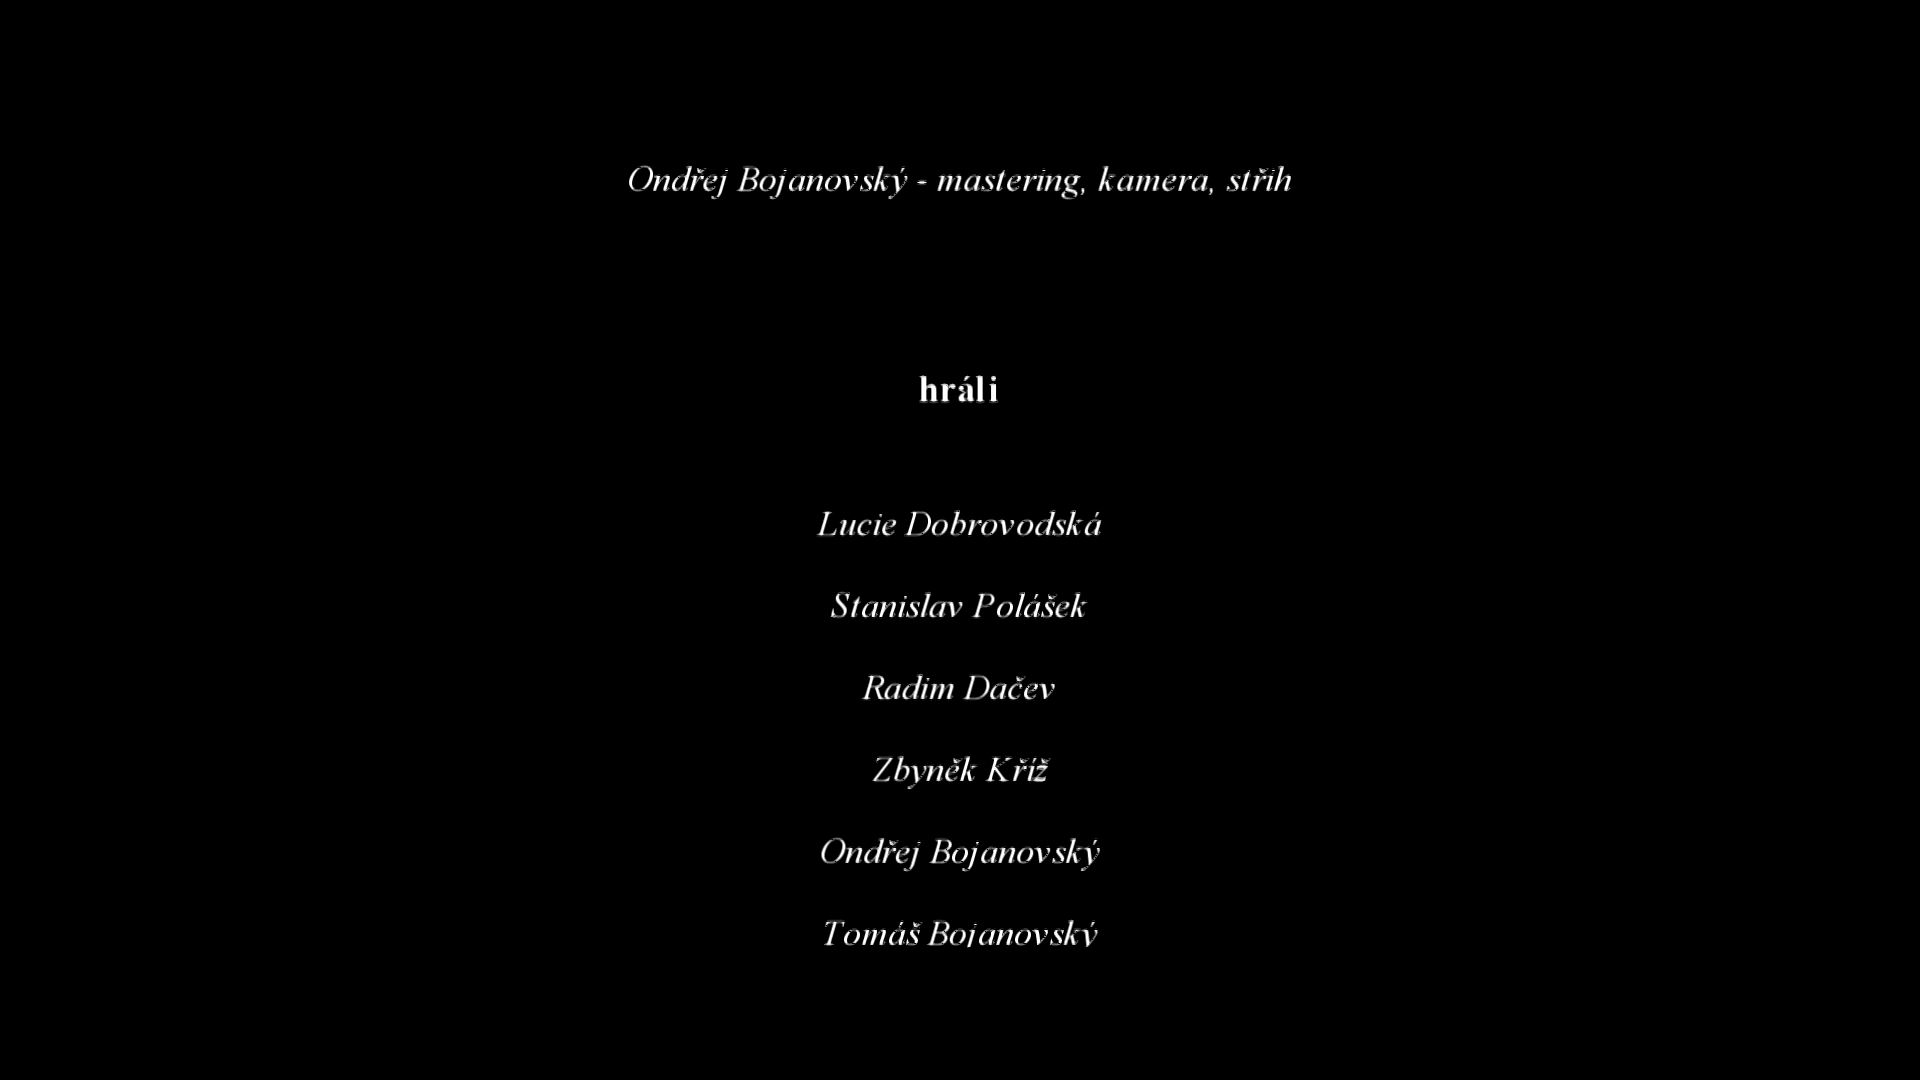 Ondřej Bojanovský - mastering, kamera, střih
hráli
Lucie Dobrovodská
Stanislav Polášek
Radim Dačev
Zbyněk Kříž
Ondřej Bojanovský
Tomáš Bojanovský